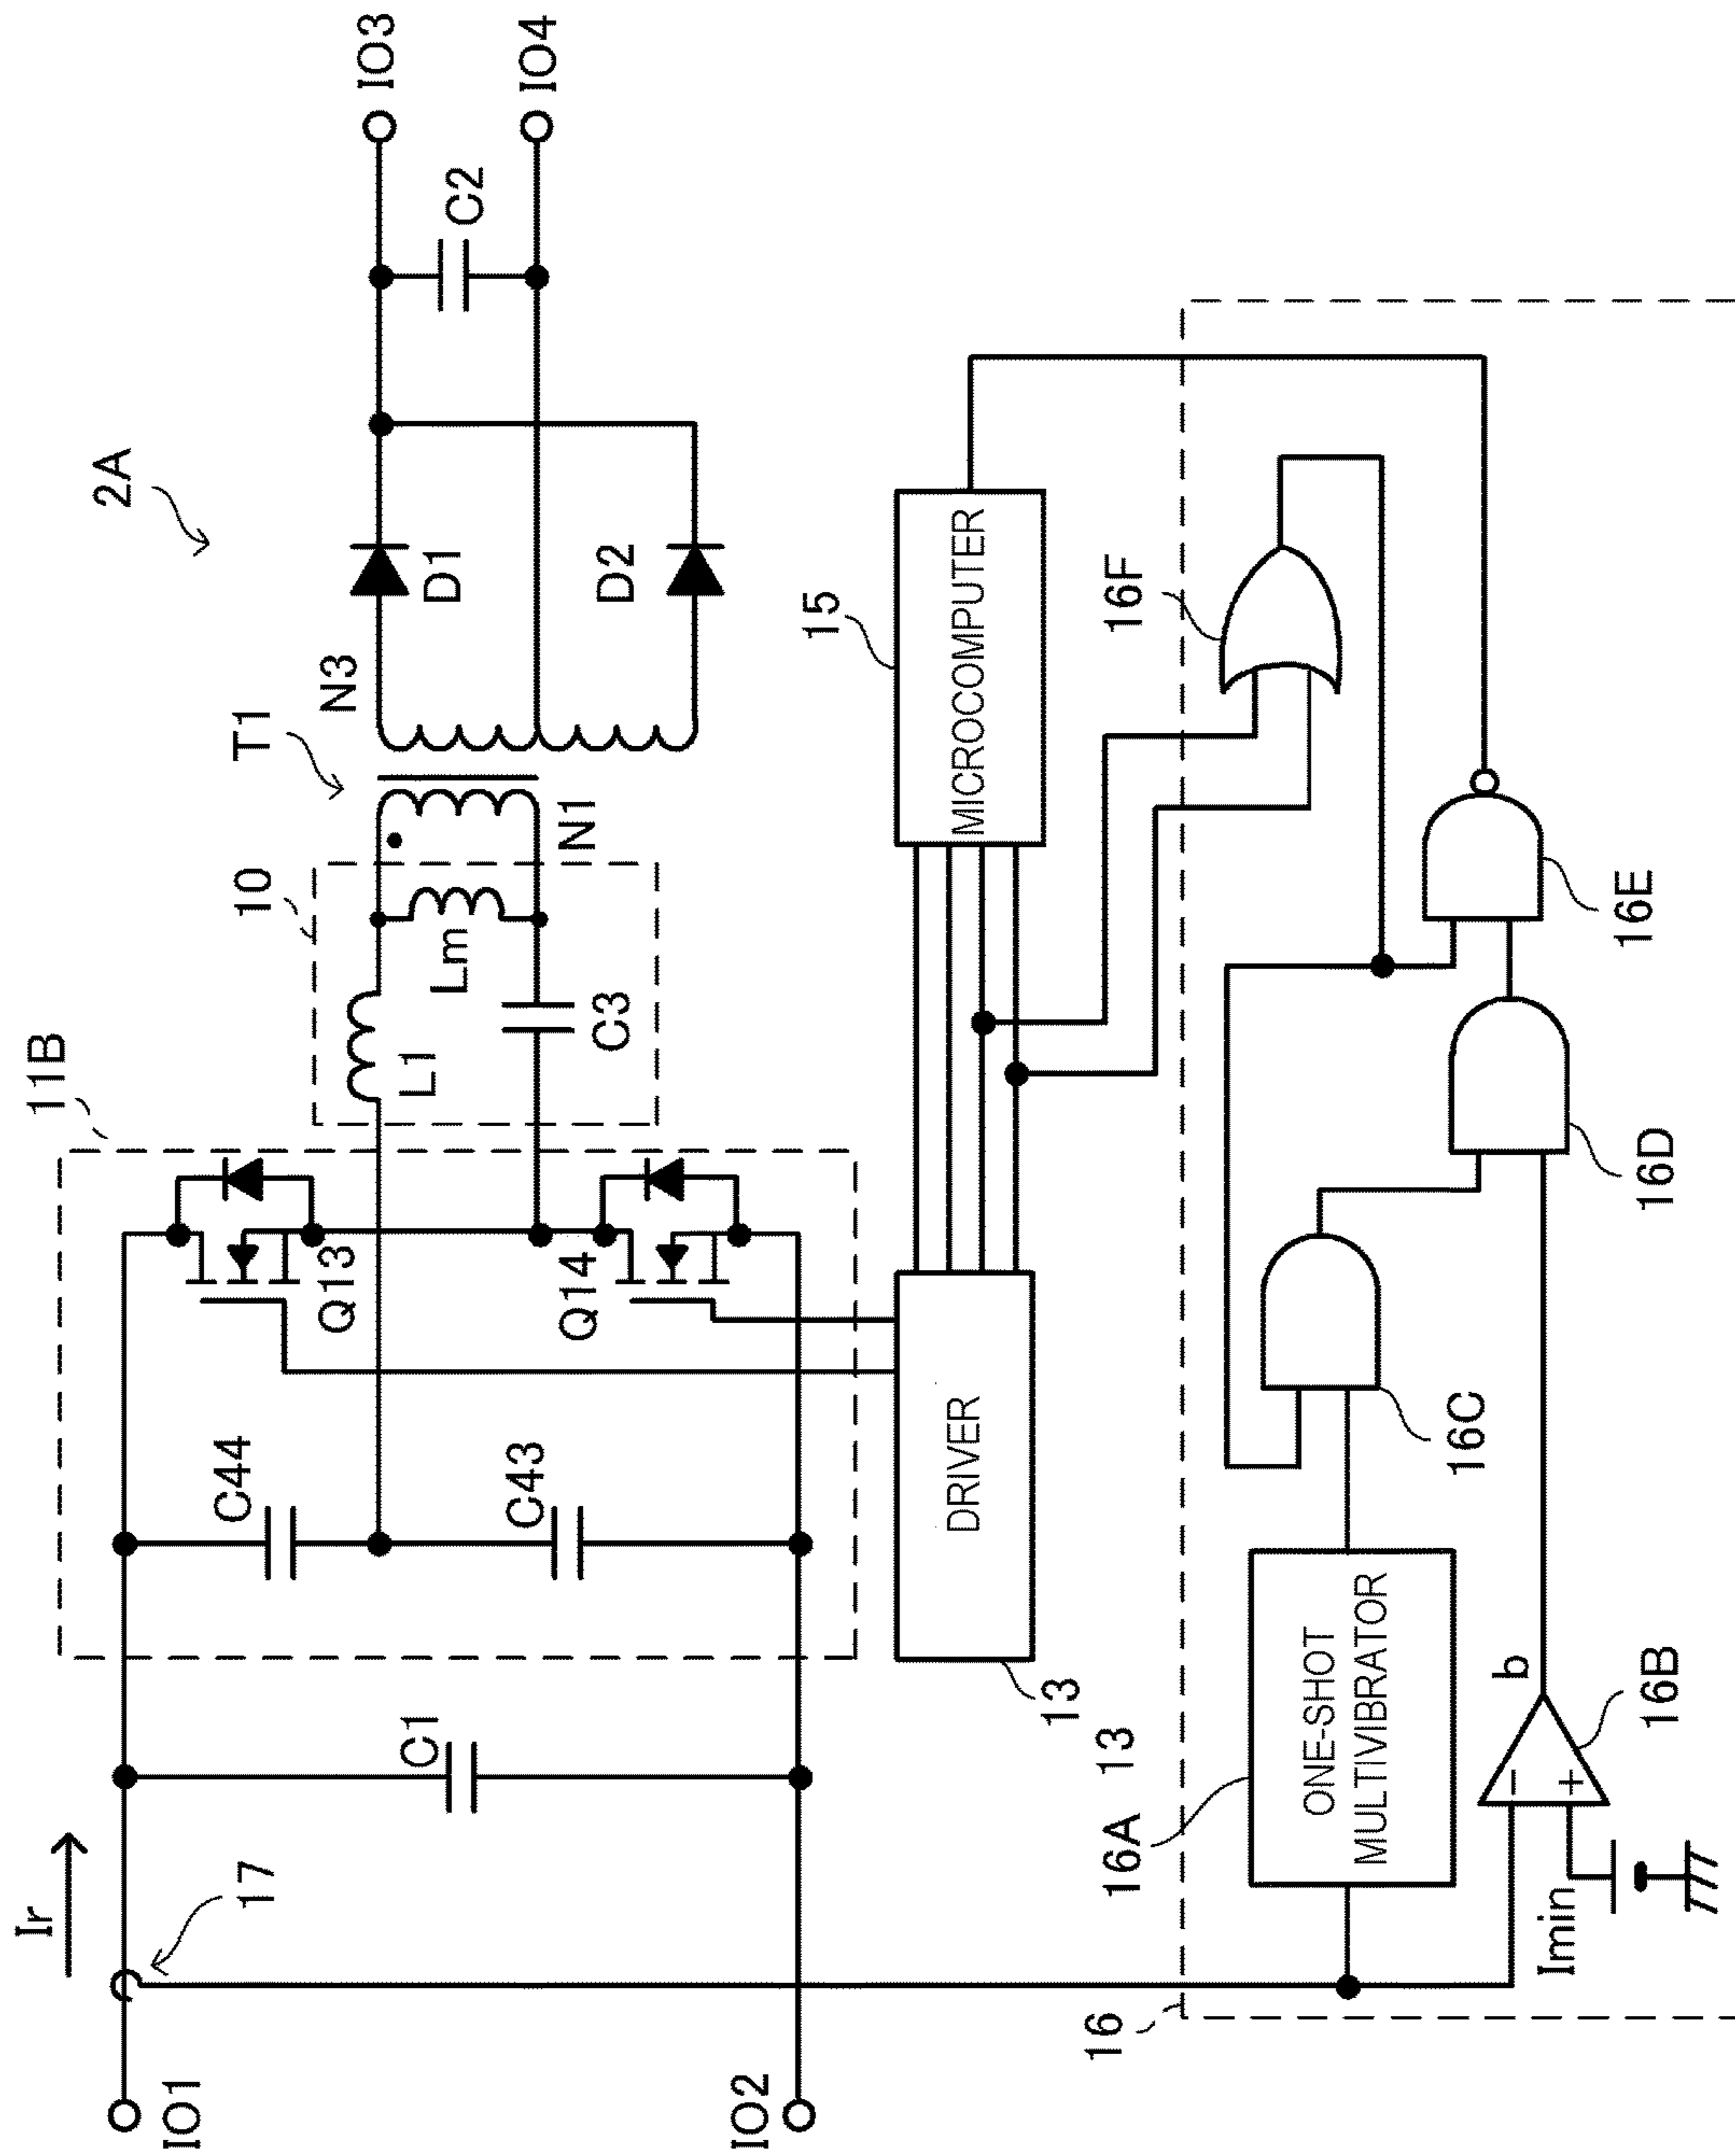 2A
Ir
17
IO1
IO2
C1
11B
C44
C43
Q13
Q14
10
L1
Lm
C3
T1
N1
N3
D1
D2
C2
IO3
IO4
13
DRIVER
15
MICROCOMPUTER
16
16A
13
ONE-SHOT
MULTIVIBRATOR
Imin
−
+
b
16B
16C
16D
16E
16F